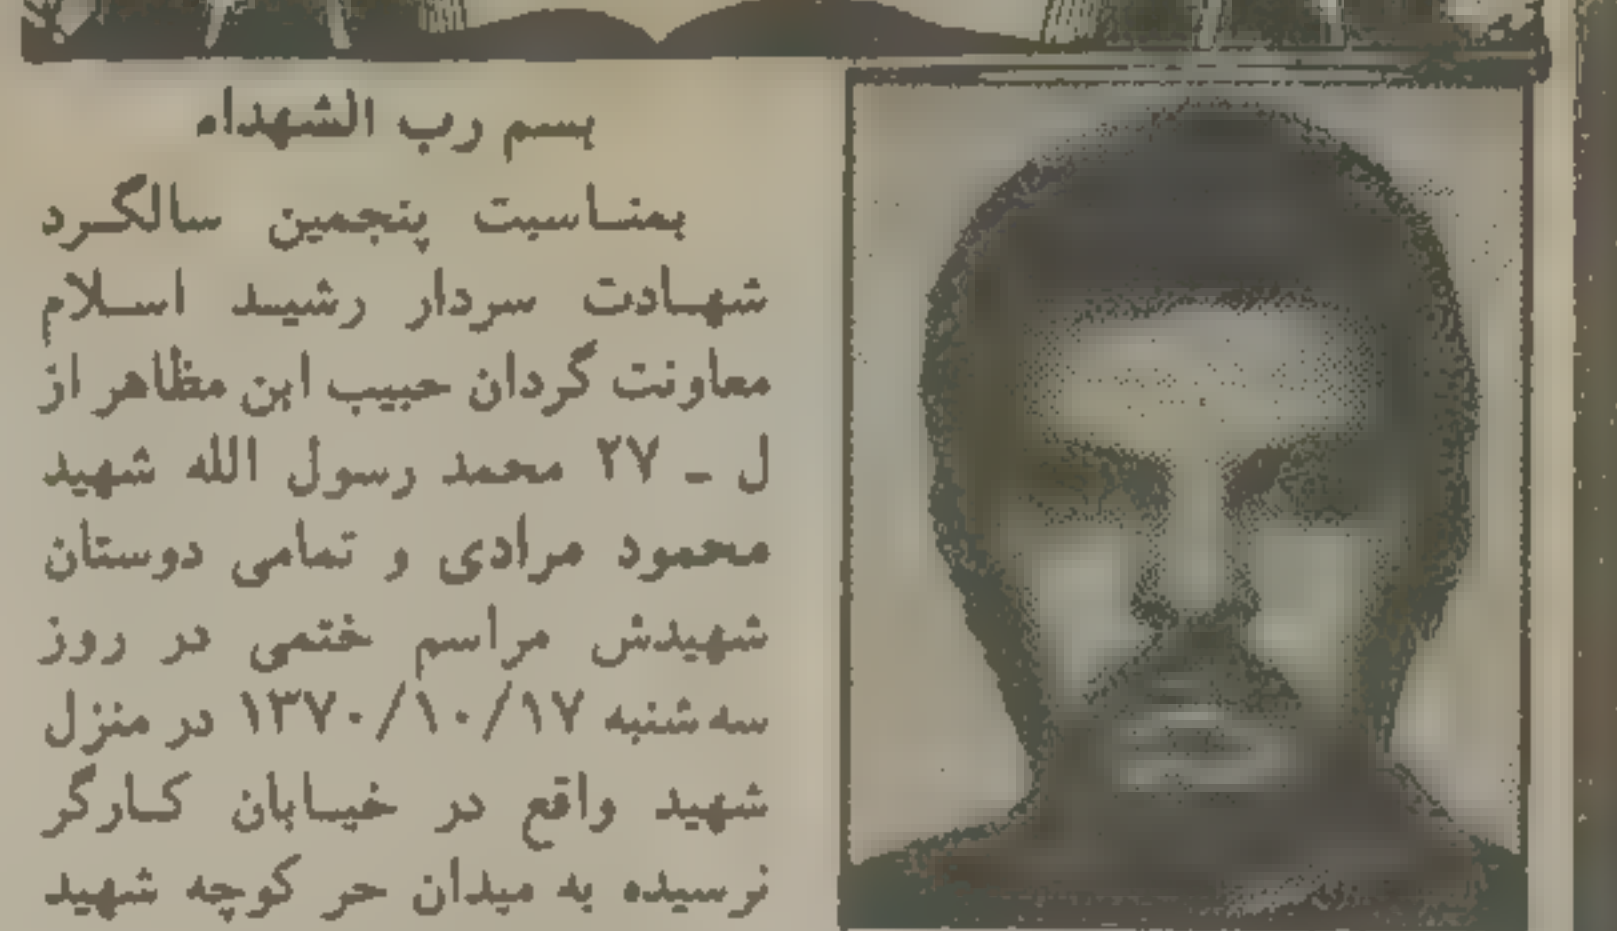 بسم رب الشهداء
بمناسبت پنجمین سالگرد
شهادت سردار رشید اسلام
معاونت گردان حبیب ابن مظاهر از
ل ـ ۲۷ محمد رسول الله شهید
محمود مرادی و تمامی دوستان
شهیدش مراسم ختمی در روز
سه شنبه ۱۳۷۰/۱۰/۱۷ در منزل
شهید واقع در خیابان کارگر
نرسیده به میدان حر کوچه شهید